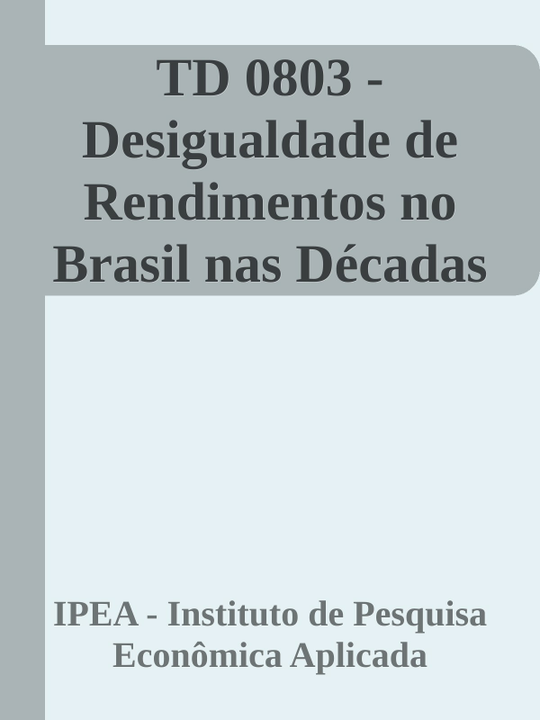 TD 0803 -
Desigualdade de
Rendimentos no
Brasil nas Décadas
IPEA - Instituto de Pesquisa
Econômica Aplicada